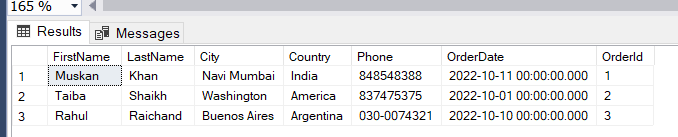 165 %
Results Messages
FirstName LastName City Country Phone OrderDate OrderId
1 Muskan Khan Navi Mumbai India 848548388 2022-10-11 00:00:00.000 1
2 Taiba Shaikh Washington America 837475375 2022-10-01 00:00:00.000 2
3 Rahul Raichand Buenos Aires Argentina 030-0074321 2022-10-10 00:00:00.000 3